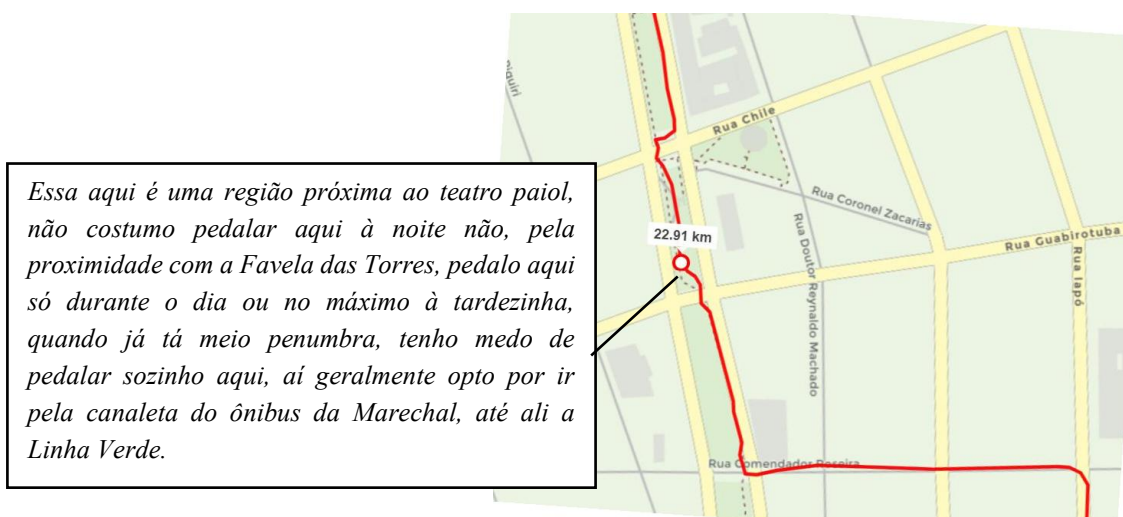 Essa aqui é uma região próxima ao teatro paiol,
não costumo pedalar aqui à noite não, pela
proximidade com a Favela das Torres, pedalo aqui
só durante o dia ou no máximo à tardezinha,
quando já tá meio penumbra, tenho medo de
pedalar sozinho aqui, aí geralmente opto por ir
pela canaleta do ônibus da Marechal, até ali a
Linha Verde.
Rua Chile
Rua Coronel Zacarias
22.91 km
Rua Guabirotuba
Rua Doutor Reynaldo Machado
Rua Iapó
Rua Comendador Roseira